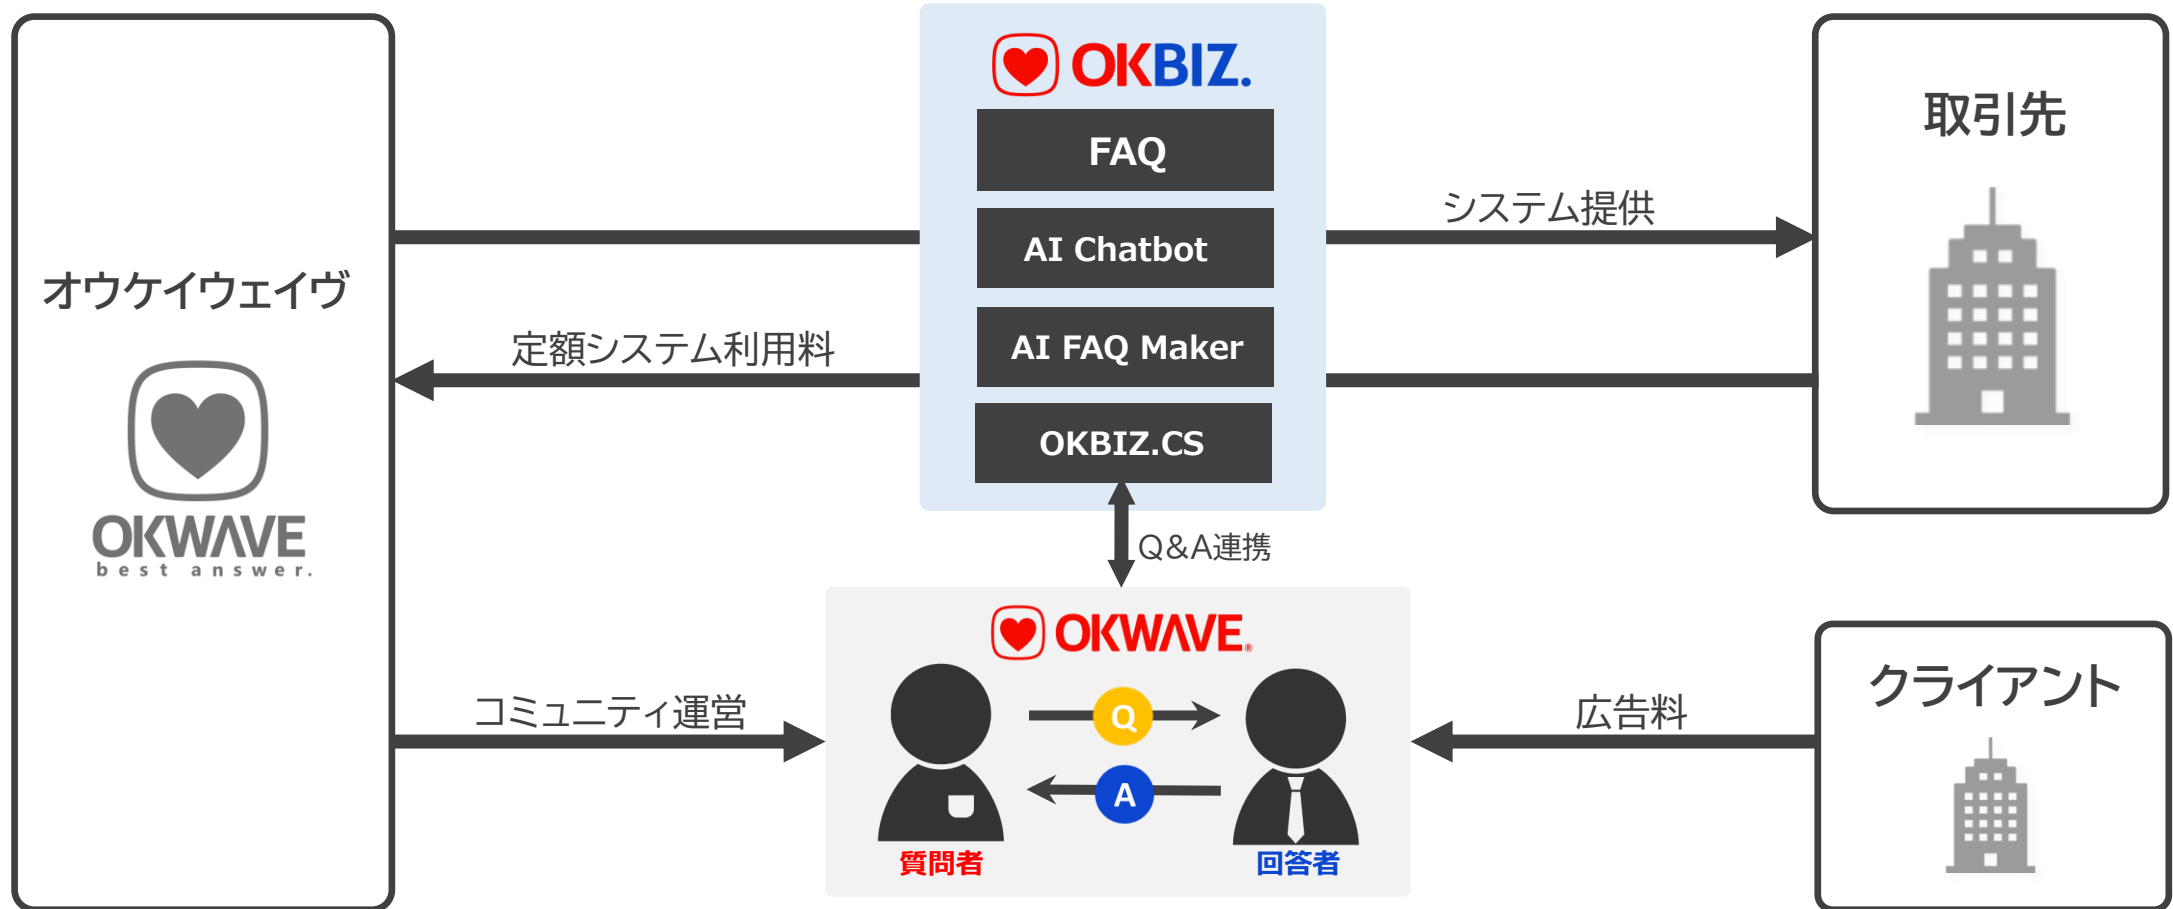 オウケイウェイヴ
OKWAVE
best answer.
OKBIZ.
FAQ
AI Chatbot
AI FAQ Maker
OKBIZ.CS
システム提供
定額システム利用料
取引先
Q&A連携
OKWAVE®
コミュニティ運営
Q
A
質問者
回答者
広告料
クライアント